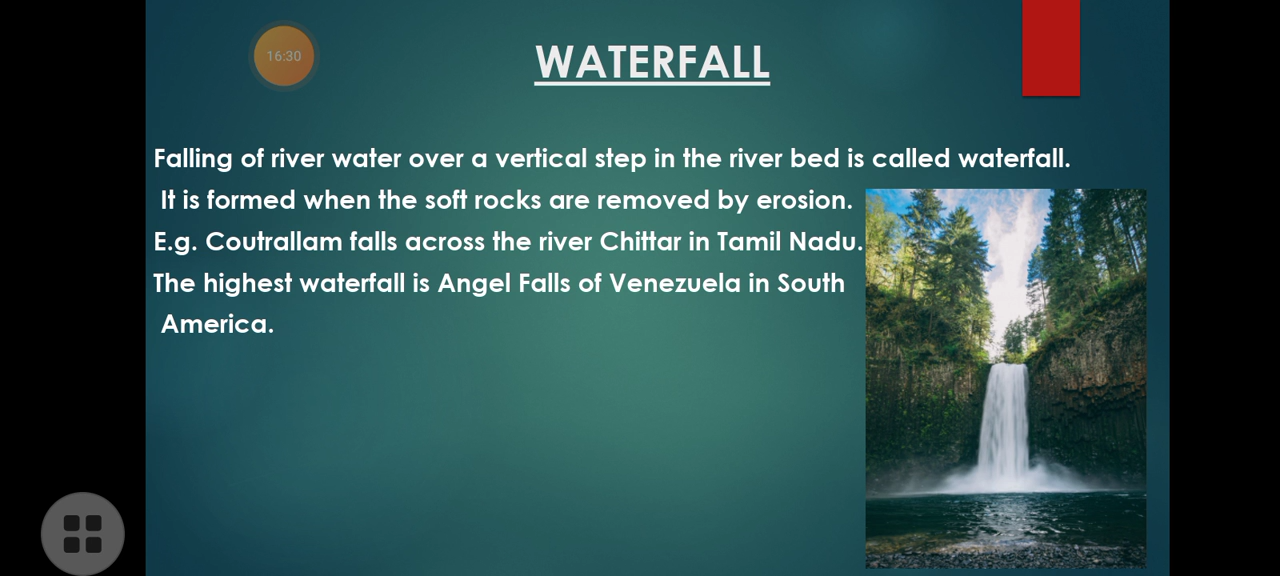 16:30
WATERFALL
Falling of river water over a vertical step in the river bed is called waterfall.
It is formed when the soft rocks are removed by erosion.
E.g. Coutrallam falls across the river Chittar in Tamil Nadu.
The highest waterfall is Angel Falls of Venezuela in South
America.